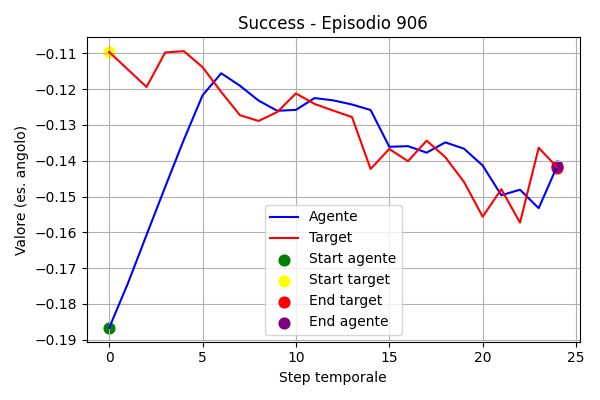 Success - Episodio 906
Valore (es. angolo)
−0.11
−0.12
−0.13
−0.14
−0.15
−0.16
−0.17
−0.18
−0.19
Agente
Target
Start agente
Start target
End target
End agente
0 5 10 15 20 25
Step temporale